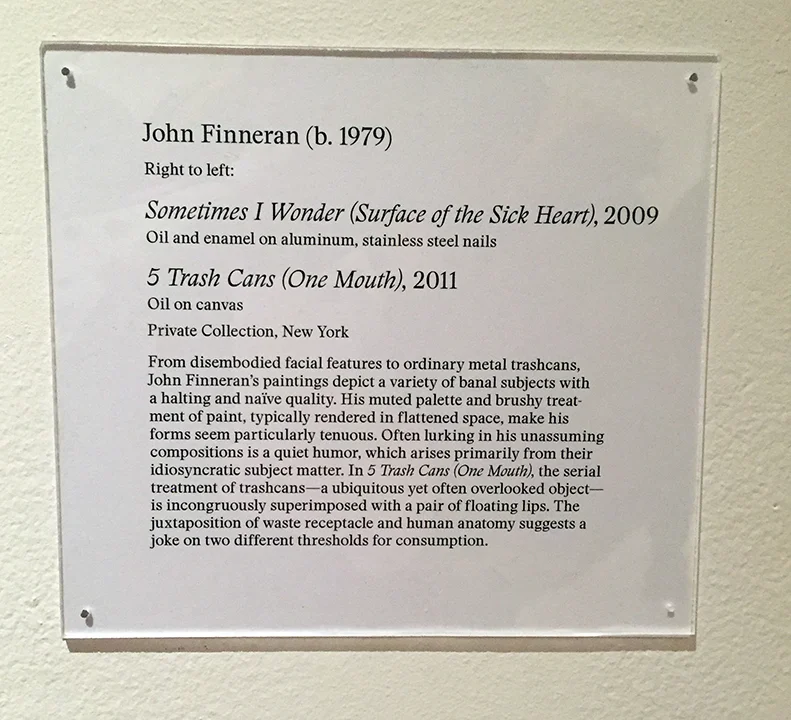 John Finneran (b. 1979)
Right to left:
Sometimes I Wonder (Surface of the Sick Heart), 2009
Oil and enamel on aluminum, stainless steel nails
5 Trash Cans (One Mouth), 2011
Oil on canvas
Private Collection, New York
From disembodied facial features to ordinary metal trashcans,
John Finneran’s paintings depict a variety of banal subjects with
a halting and naïve quality. His muted palette and brushy treat-
ment of paint, typically rendered in flattened space, make his
forms seem particularly tenuous. Often lurking in his unassuming
compositions is a quiet humor, which arises primarily from their
idiosyncratic subject matter. In 5 Trash Cans (One Mouth), the serial
treatment of trashcans—a ubiquitous yet often overlooked object—
is incongruously superimposed with a pair of floating lips. The
juxtaposition of waste receptacle and human anatomy suggests a
joke on two different thresholds for consumption.